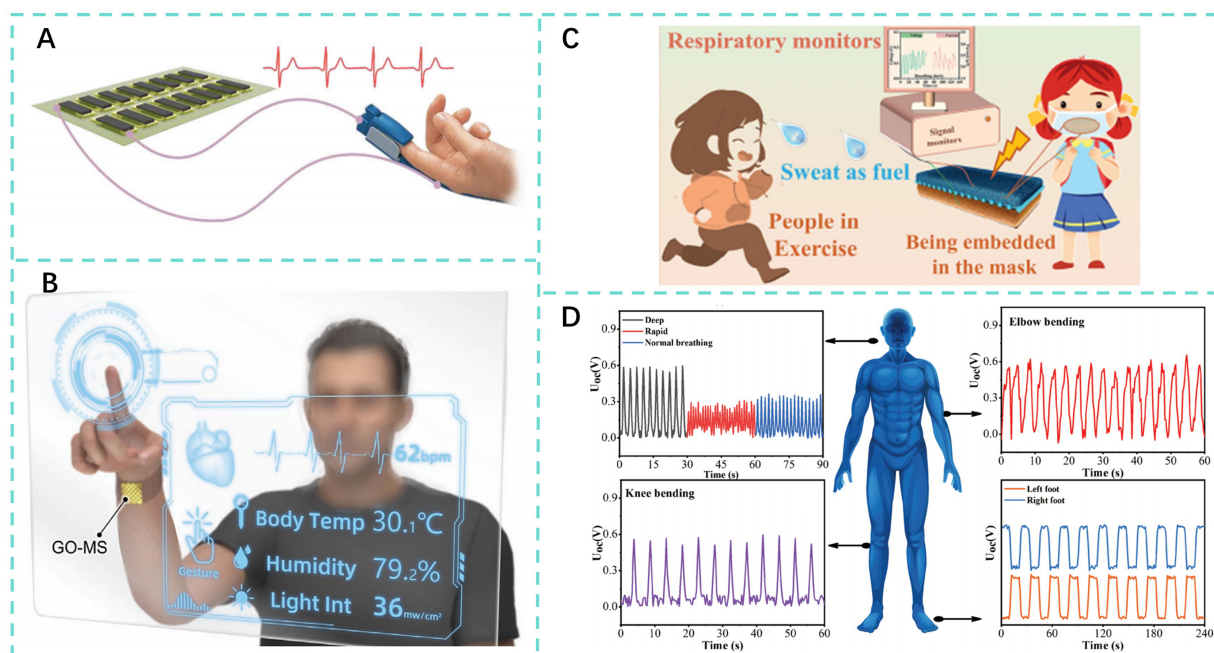 A
B
GO-MS
62bpm
Body Temp 30.1°C
Gesture
Humidity 79.2%
Light Int 36mw/cm²
C
Respiratory monitors
Signal
monitors
Sweat as fuel
People in
Exercise
Being embedded
in the mask
D
Deep
Rapid
Normal breathing
0.9
0.6
0.3
0.0
Uoc(V)
0 15 30 45 60 75 90
Time (s)
Elbow bending
0.9
0.6
0.3
0.0
Uoc(V)
0 10 20 30 40 50 60
Time (s)
Knee bending
0.9
0.6
0.3
0.0
Uoc(V)
0 10 20 30 40 50 60
Time (s)
Left foot
Right foot
Uoc(V)
0 60 120 180 240
Time (s)